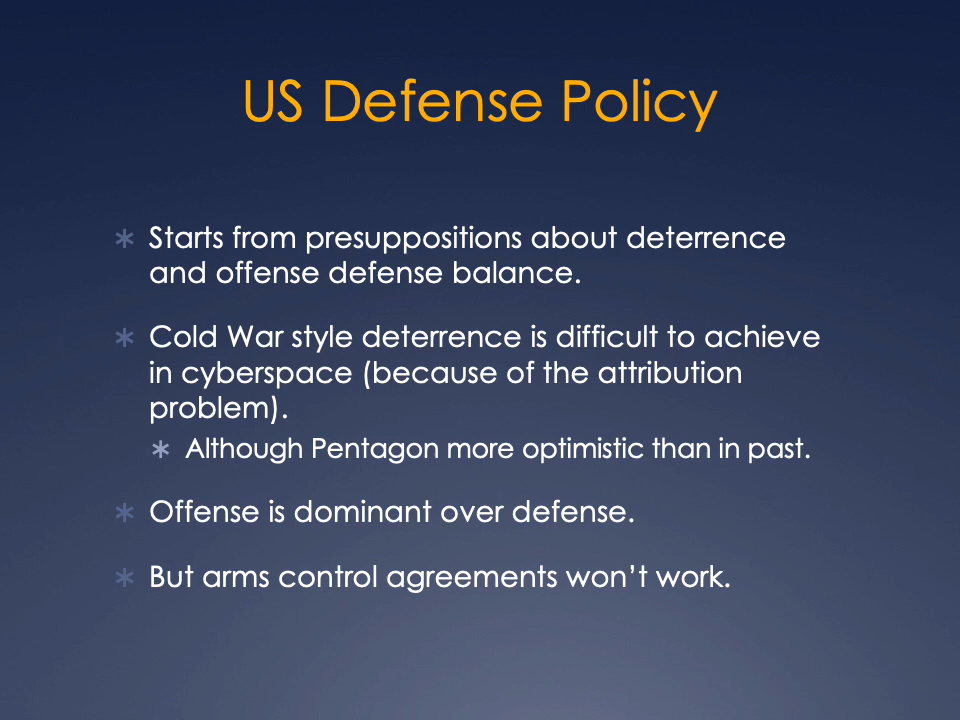 US Defense Policy
* Starts from presuppositions about deterrence
and offense defense balance.
* Cold War style deterrence is difficult to achieve
in cyberspace (because of the attribution
problem).
* Although Pentagon more optimistic than in past.
* Offense is dominant over defense.
* But arms control agreements won’t work.